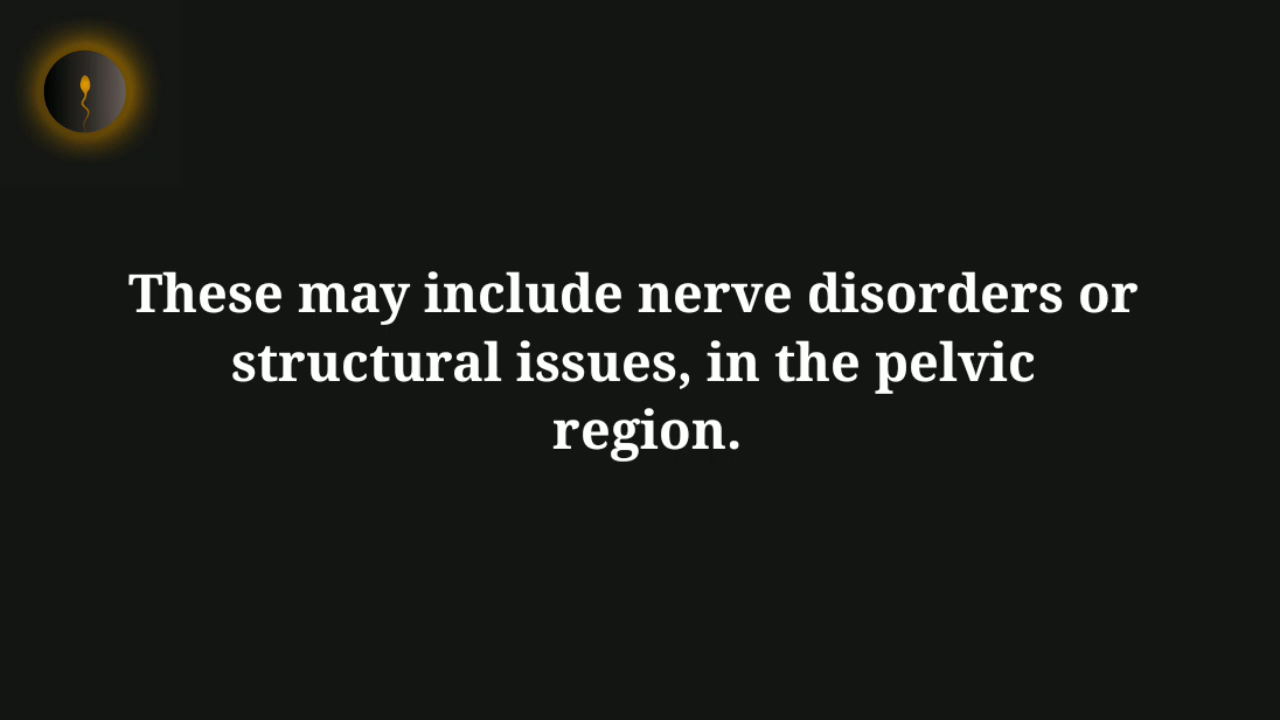 These may include nerve disorders or
structural issues, in the pelvic
region.